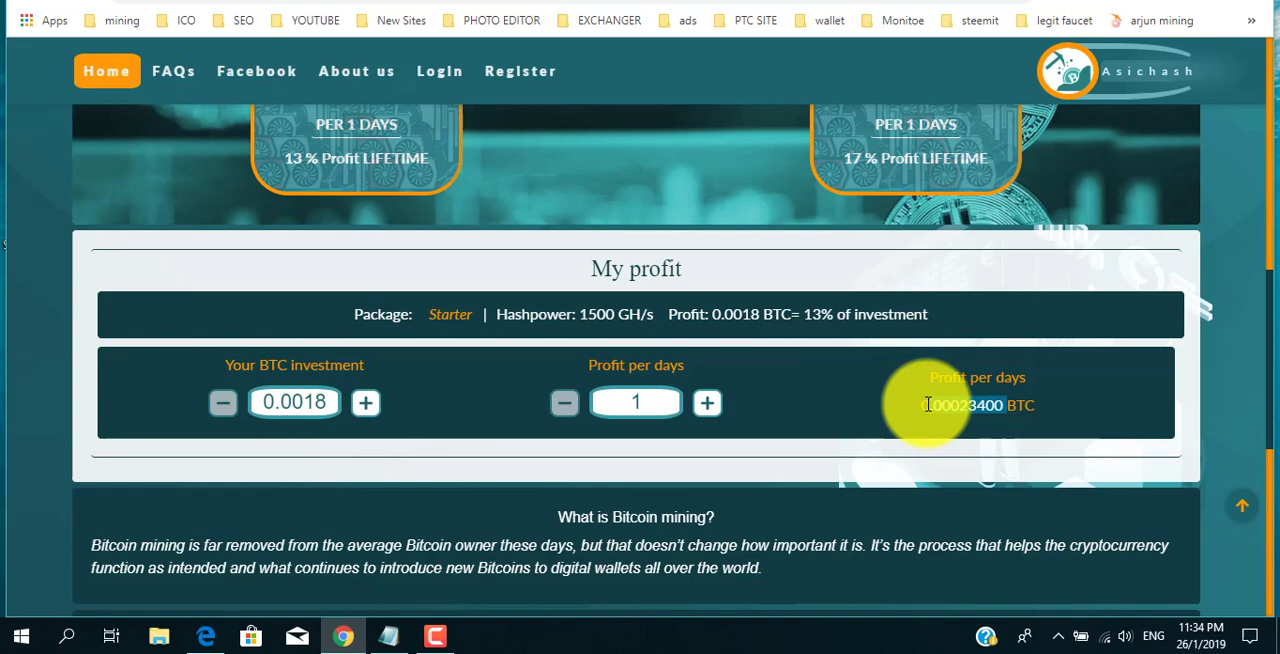 Apps mining ICO SEO YOUTUBE New Sites PHOTO EDITOR EXCHANGER ads PTC SITE wallet Monitoe steemit legit faucet arjun mining »
Home FAQs Facebook About us Login Register Asichash
PER 1 DAYS PER 1 DAYS
13 % Profit LIFETIME 17 % Profit LIFETIME
My profit
Package: Starter | Hashpower: 1500 GH/s Profit: 0.0018 BTC= 13% of investment
Your BTC investment Profit per days Profit per days
− 0.0018 + − 1 + 0.00023400 BTC
What is Bitcoin mining?
Bitcoin mining is far removed from the average Bitcoin owner these days, but that doesn't change how important it is. It's the process that helps the cryptocurrency
function as intended and what continues to introduce new Bitcoins to digital wallets all over the world.
ENG 11:34 PM
26/1/2019